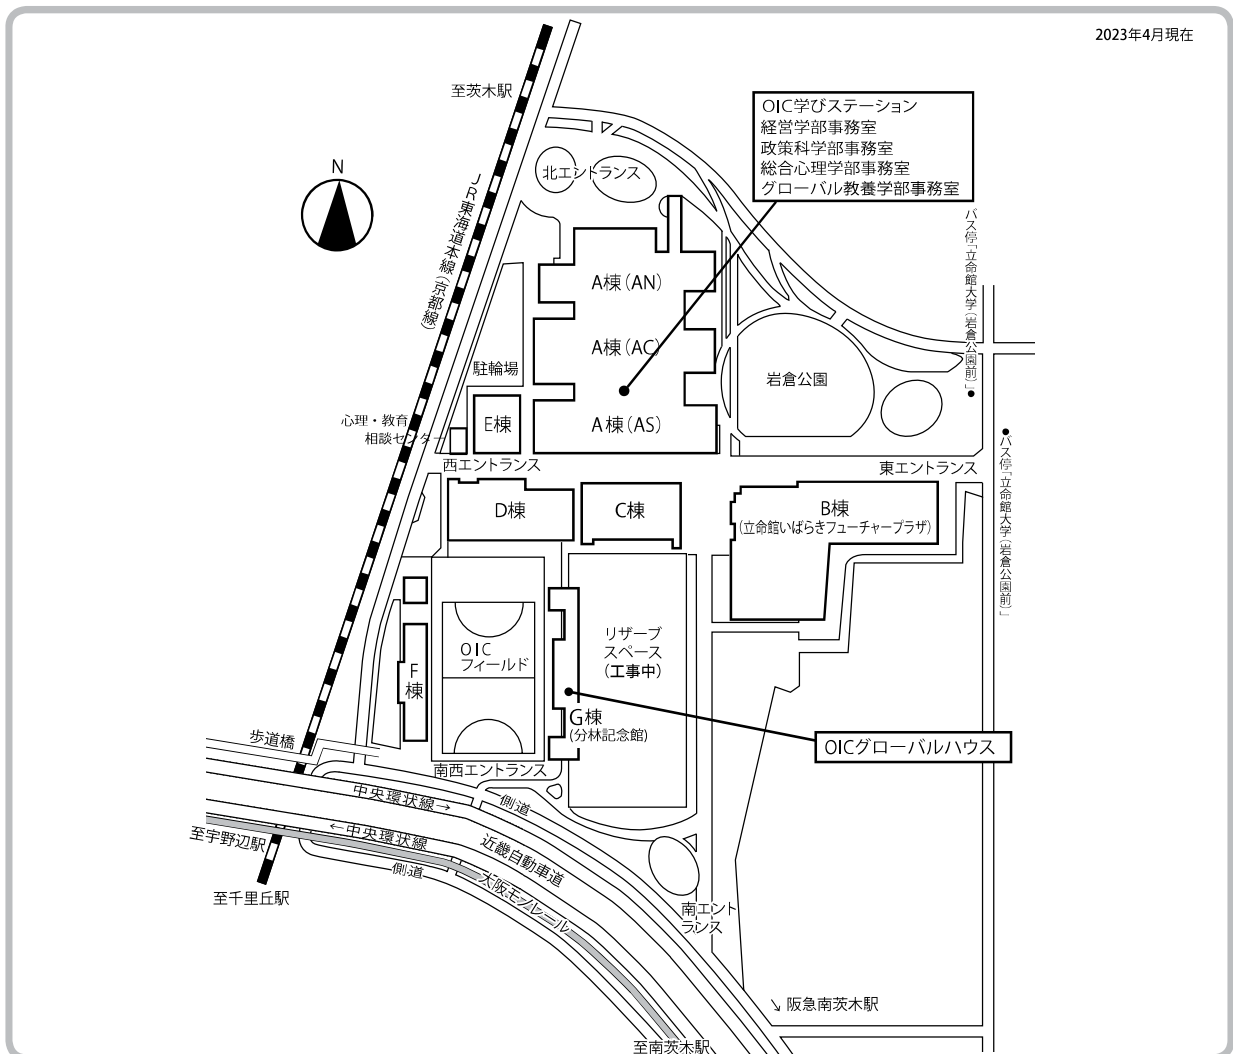 2023年4月現在
至茨木駅
OIC学びステーション
経営学部事務室
政策科学部事務室
総合心理学部事務室
グローバル教養学部事務室
N
北エントランス
JR東海道本線(京都線)
バス停「立命館大学(岩倉公園前)」
A棟(AN)
A棟(AC)
駐輪場
岩倉公園
心理・教育
相談センター
E棟
A棟(AS)
西エントランス
東エントランス
バス停「立命館大学(岩倉公園前)」
D棟
C棟
B棟
(立命館いばらきフューチャープラザ)
OIC
フィールド
リザーブ
スペース
(工事中)
F
棟
G棟
(分林記念館)
OICグローバルハウス
歩道橋
南西エントランス
中央環状線→
側道
←中央環状線
至宇野辺駅
近畿自動車道
側道
大阪モノレール
至千里丘駅
南エント
ランス
↘ 阪急南茨木駅
至南茨木駅